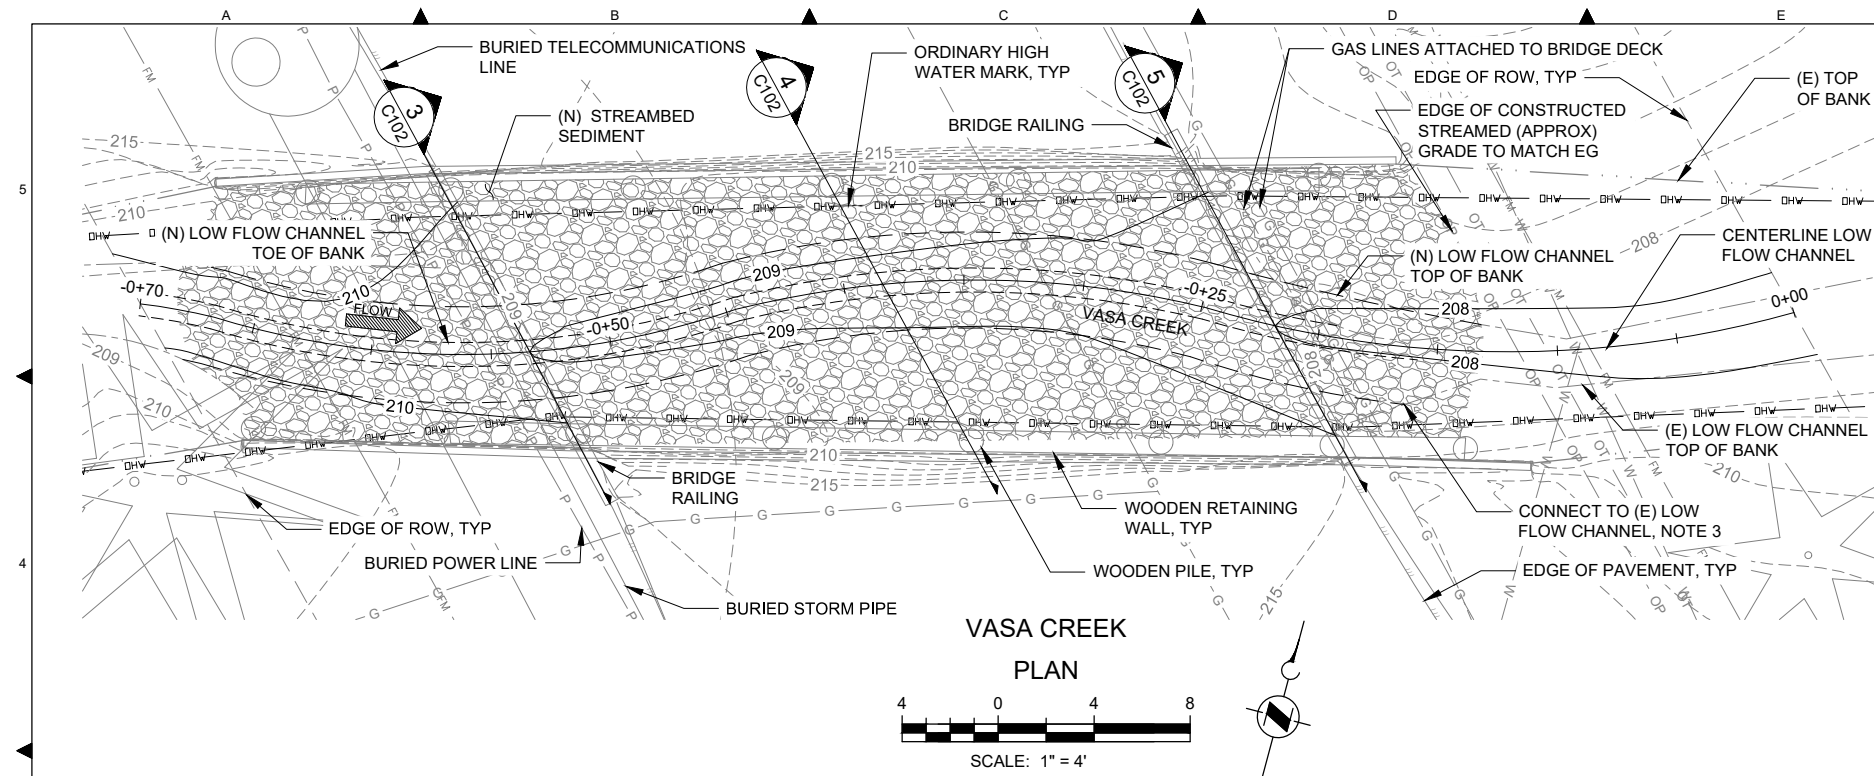 A
B
C
D
E
5
4
BURIED TELECOMMUNICATIONS
LINE
(N) STREAMBED
SEDIMENT
ORDINARY HIGH
WATER MARK, TYP
BRIDGE RAILING
GAS LINES ATTACHED TO BRIDGE DECK
EDGE OF ROW, TYP
EDGE OF CONSTRUCTED
STREAMED (APPROX)
GRADE TO MATCH EG
(E) TOP
OF BANK
3
C102
4
C102
5
C102
215
210
215
210
(N) LOW FLOW CHANNEL
TOE OF BANK
(N) LOW FLOW CHANNEL
TOP OF BANK
208
CENTERLINE LOW
FLOW CHANNEL
-0+70
210
FLOW
209
209
-0+50
209
-0+25
VASA CREEK
208
0+00
208
208
209
210
210
209
210
215
BRIDGE
RAILING
EDGE OF ROW, TYP
BURIED POWER LINE
BURIED STORM PIPE
WOODEN RETAINING
WALL, TYP
WOODEN PILE, TYP
(E) LOW FLOW CHANNEL
TOP OF BANK
210
CONNECT TO (E) LOW
FLOW CHANNEL, NOTE 3
EDGE OF PAVEMENT, TYP
215
VASA CREEK
PLAN
4 0 4 8
SCALE: 1" = 4'